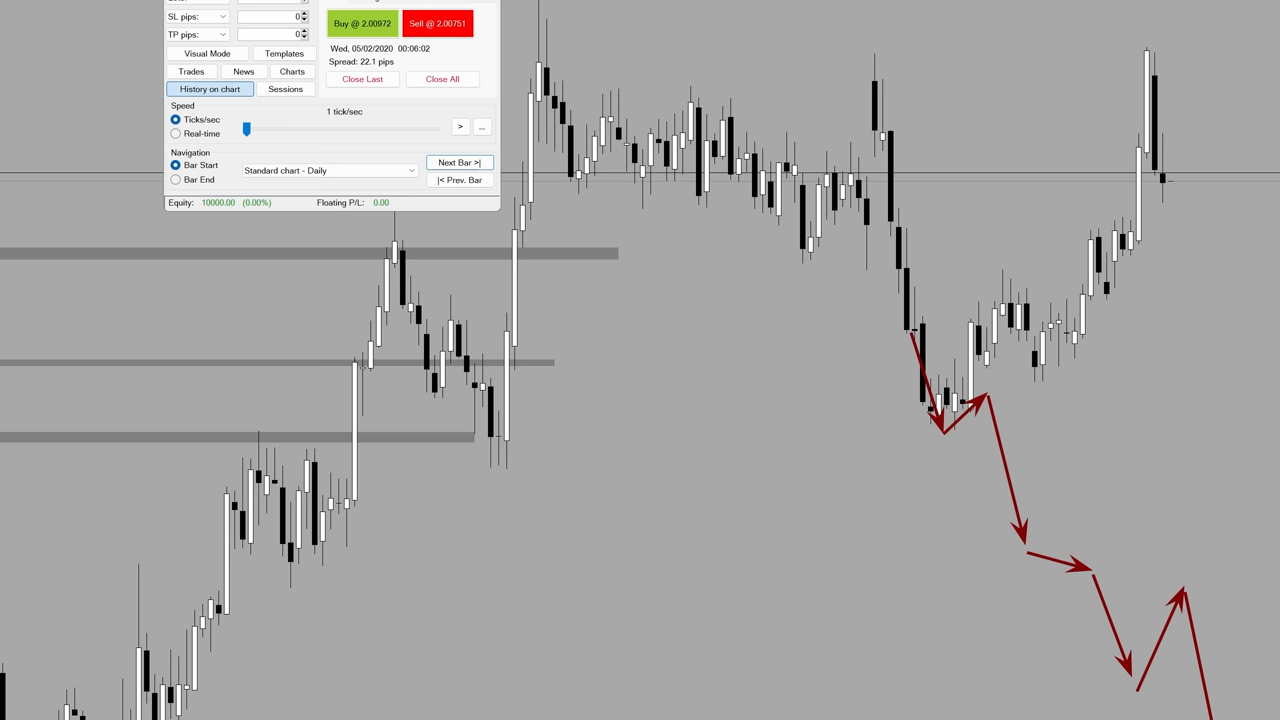 SL pips: 0
TP pips: 0
Visual Mode Templates
Trades News Charts
History on chart Sessions
Buy @ 2.00972 Sell @ 2.00751
Wed, 05/02/2020 00:06:02
Spread: 22.1 pips
Close Last Close All
Speed
Ticks/sec
Real-time
1 tick/sec
> ...
Navigation
Bar Start
Bar End
Standard chart - Daily
Next Bar >|
|< Prev. Bar
Equity: 10000.00 (0.00%) Floating P/L: 0.00